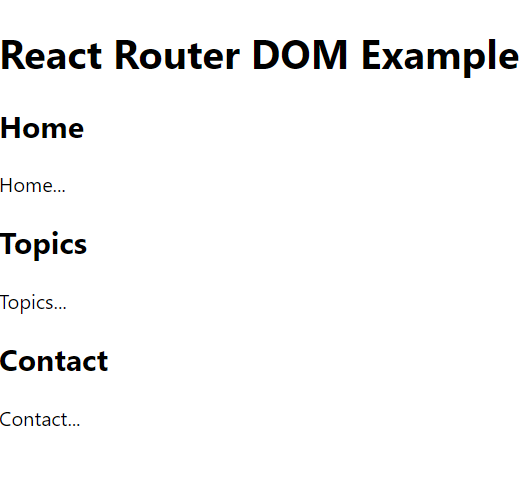 React Router DOM Example
Home
Home...
Topics
Topics...
Contact
Contact...